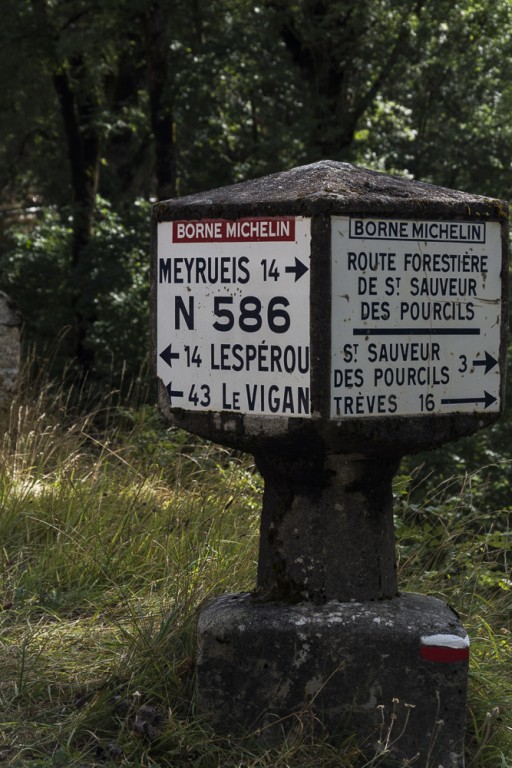 BORNE MICHELIN
MEYRUEIS 14 →
N 586
← 14 LESPÉROU
← 43 LE VIGAN
BORNE MICHELIN
ROUTE FORESTIÈRE
DE ST SAUVEUR
DES POURCILS
ST SAUVEUR
DES POURCILS 3 →
TRÈVES 16 →